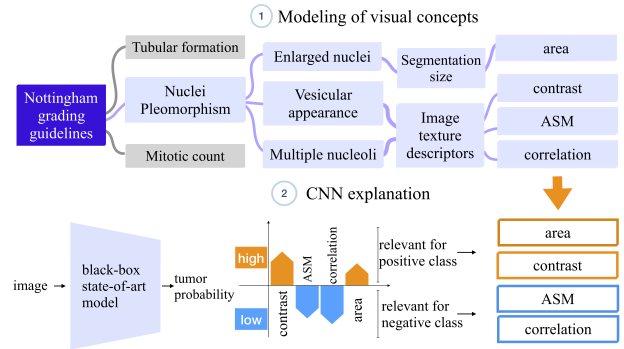 1 Modeling of visual concepts
Tubular formation
Enlarged nuclei
Segmentation
size
area
Nottingham
grading
guidelines
Nuclei
Pleomorphism
Vesicular
appearance
Image
texture
descriptors
contrast
ASM
Mitotic count
Multiple nucleoli
correlation
2 CNN explanation
image
black-box
state-of-art
model
tumor
probability
high
low
contrast
ASM
correlation
area
relevant for
positive class
relevant for
negative class
area
contrast
ASM
correlation